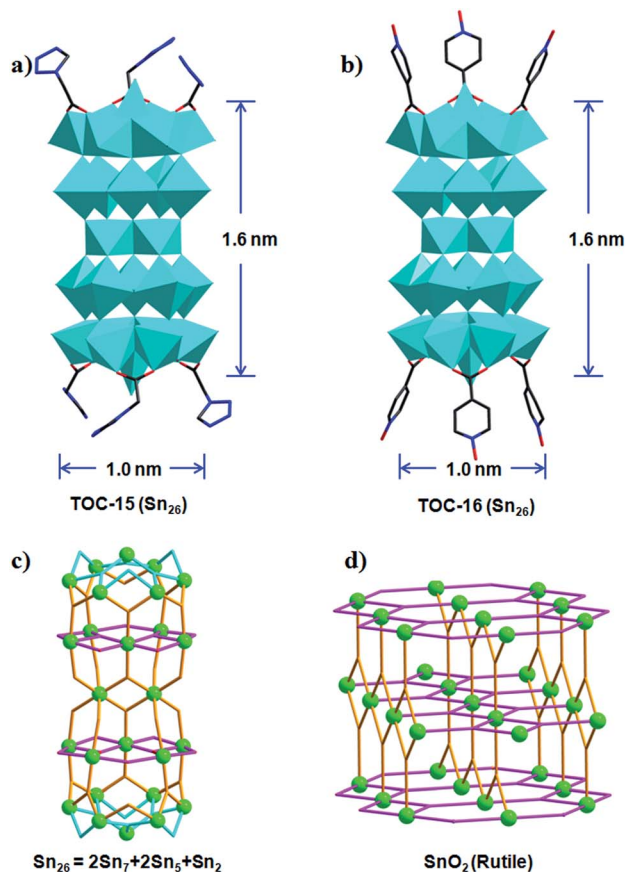 a)
b)
1.6 nm
1.6 nm
1.0 nm
1.0 nm
TOC-15 (Sn₂₆)
TOC-16 (Sn₂₆)
c)
d)
Sn₂₆ = 2Sn₇+2Sn₅+Sn₂
SnO₂ (Rutile)